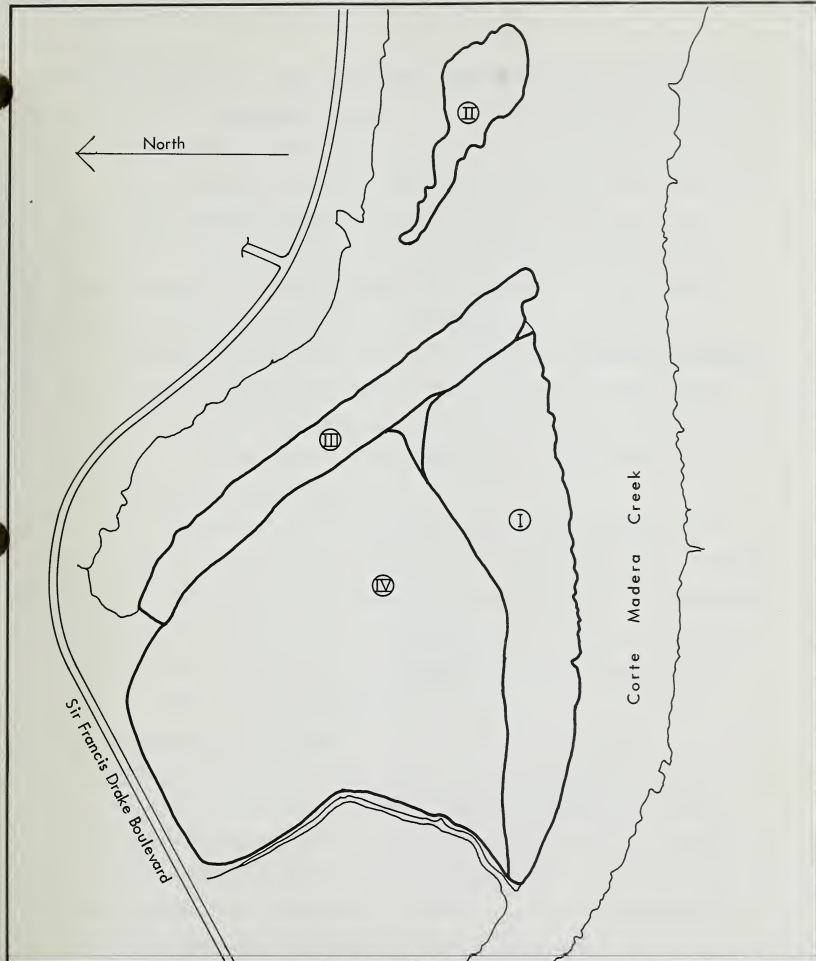 II
North
III
I
Corte Madera Creek
IV
Sir Francis Drake Boulevard